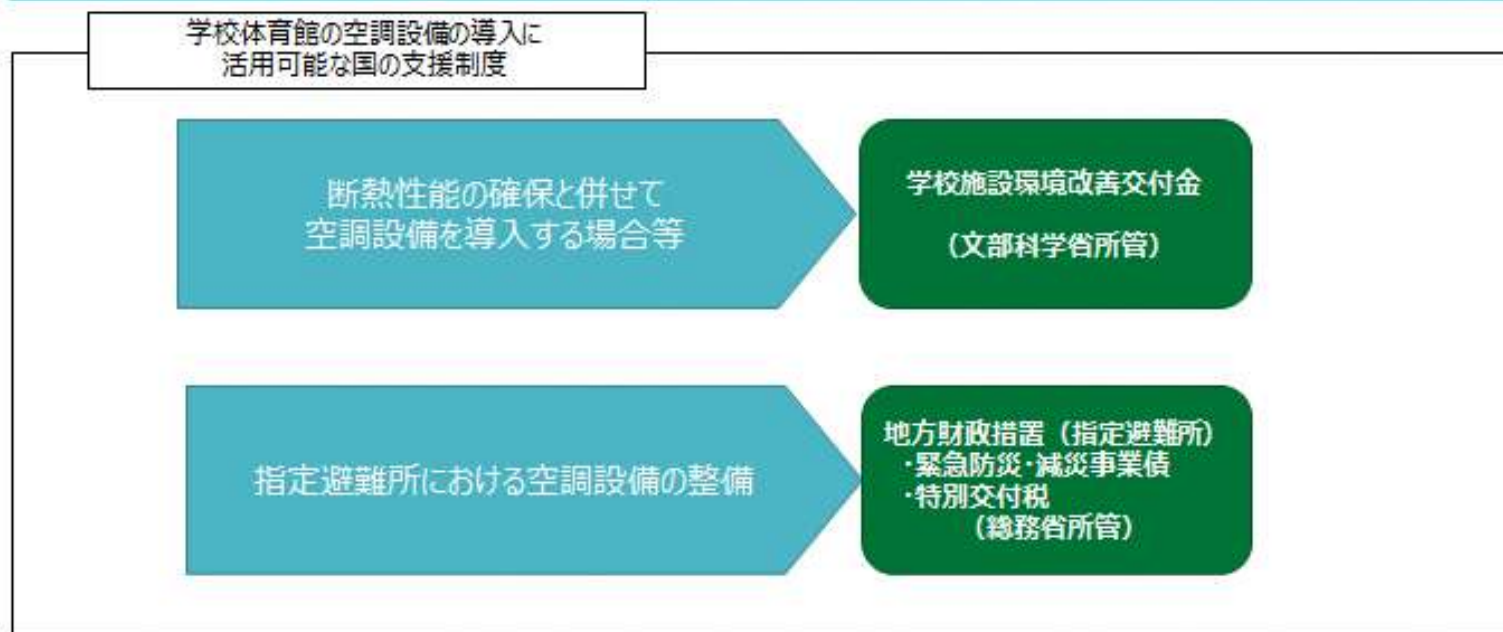 学校体育館の空調設備の導入に
活用可能な国の支援制度
断熱性能の確保と併せて
空調設備を導入する場合等
学校施設環境改善交付金
（文部科学省所管）
指定避難所における空調設備の整備
地方財政措置（指定避難所）
・緊急防災・減災事業債
・特別交付税
（総務省所管）